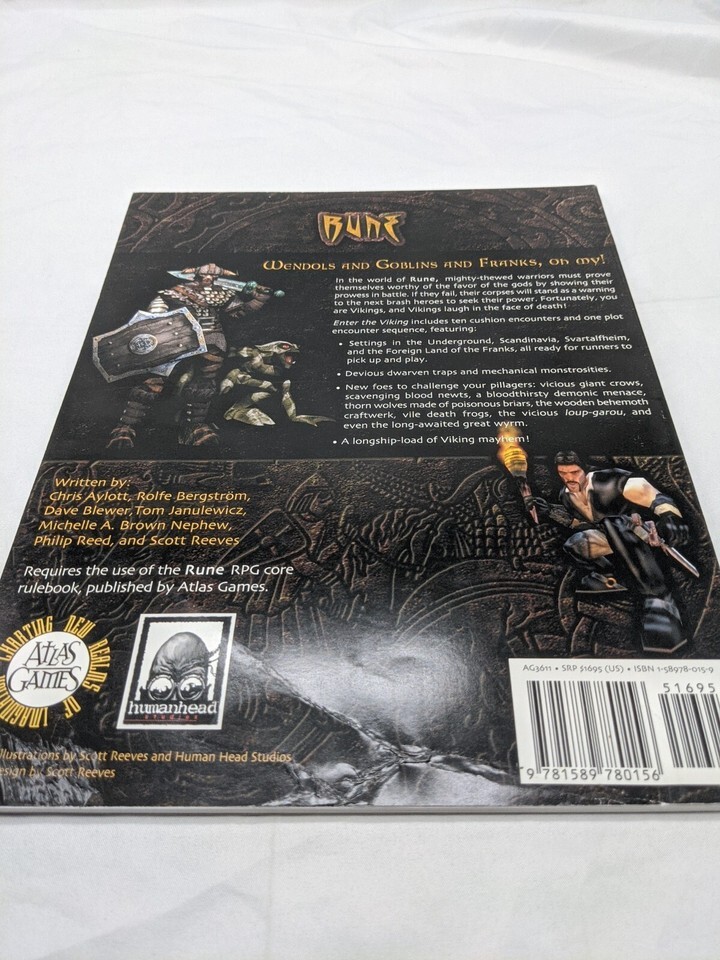 RUNE
Wendols and Goblins and Franks, oh my!
In the world of Rune, mighty-thewed warriors must prove
themselves worthy of the favor of the gods by showing their
prowess in battle. If they fail, their corpses will stand as a warning
to the next brash heroes to seek their power. Fortunately, you
are Vikings, and Vikings laugh in the face of death!
Enter the Viking includes ten cushion encounters and one plot
encounter sequence, featuring:
• Settings in the Underground, Scandinavia, Svartalfheim,
and the Foreign Land of the Franks, all ready for runners to
pick up and play.
• Devious dwarven traps and mechanical monstrosities.
• New foes to challenge your pillagers: vicious giant crows,
scavenging blood newts, a bloodthirsty demonic menace,
thorn wolves made of poisonous briars, the wooden behemoth
craftwerk, vile death frogs, the vicious loup-garou, and
even the long-awaited great wyrm.
• A longship-load of Viking mayhem!
Written by:
Chris Aylott, Rolfe Bergström,
Dave Blewer, Tom Janulewicz,
Michelle A. Brown Nephew,
Philip Reed, and Scott Reeves
Requires the use of the Rune RPG core
rulebook, published by Atlas Games.
CHARTING NEW REALMS OF
ATLAS
GAMES
humanhead
STUDIOS
AG3611 • SRP $1695 (US) • ISBN 1-58978-015-9
51695
9 781589 780156
llustrations by Scott Reeves and Human Head Studios
esign by Scott Reeves